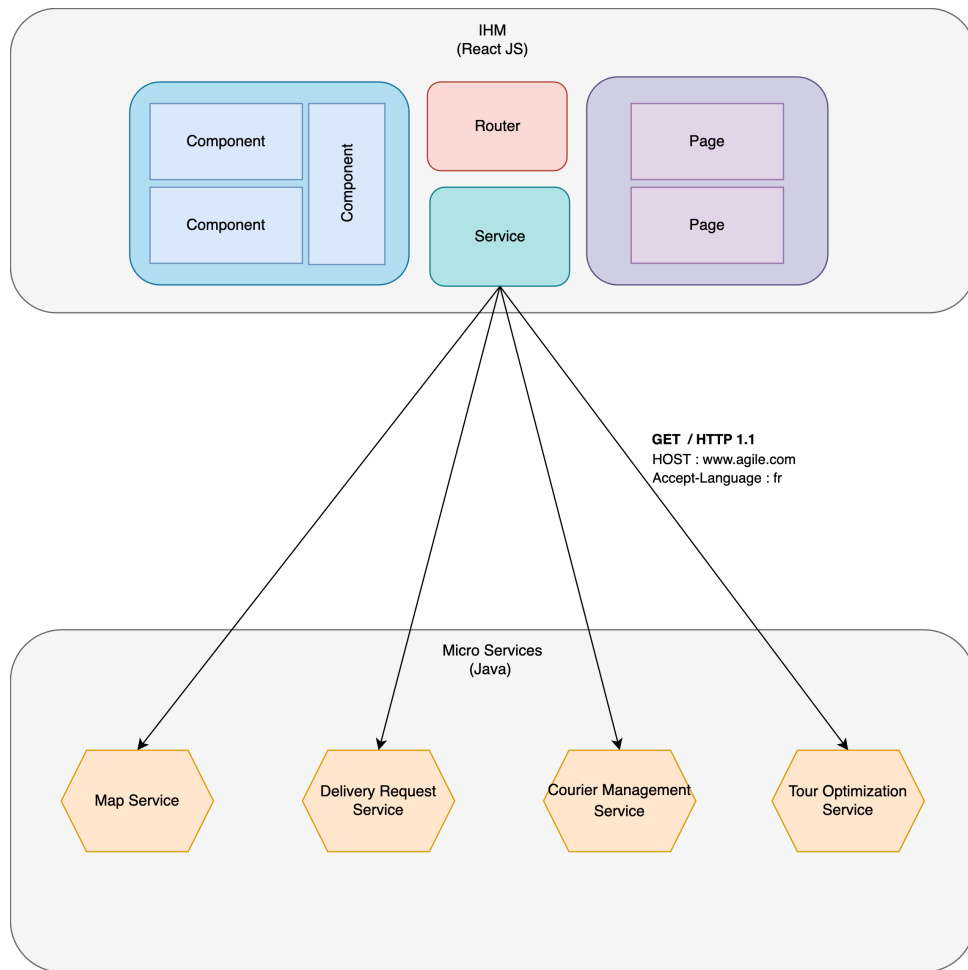 IHM
(React JS)
Component
Component
Component
Router
Service
Page
Page
GET / HTTP 1.1
HOST : www.agile.com
Accept-Language : fr
Micro Services
(Java)
Map Service
Delivery Request
Service
Courier Management
Service
Tour Optimization
Service